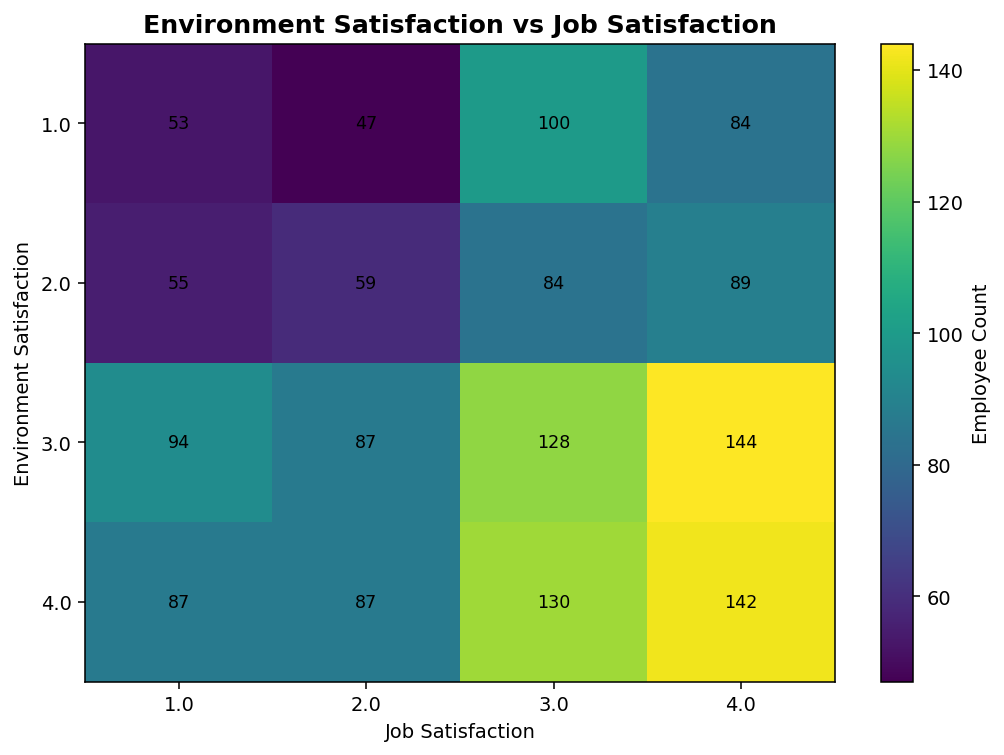 Environment Satisfaction vs Job Satisfaction
Environment Satisfaction
1.0 53 47 100 84
2.0 55 59 84 89
3.0 94 87 128 144
4.0 87 87 130 142
1.0 2.0 3.0 4.0
Job Satisfaction
140
120
100
80
60
Employee Count